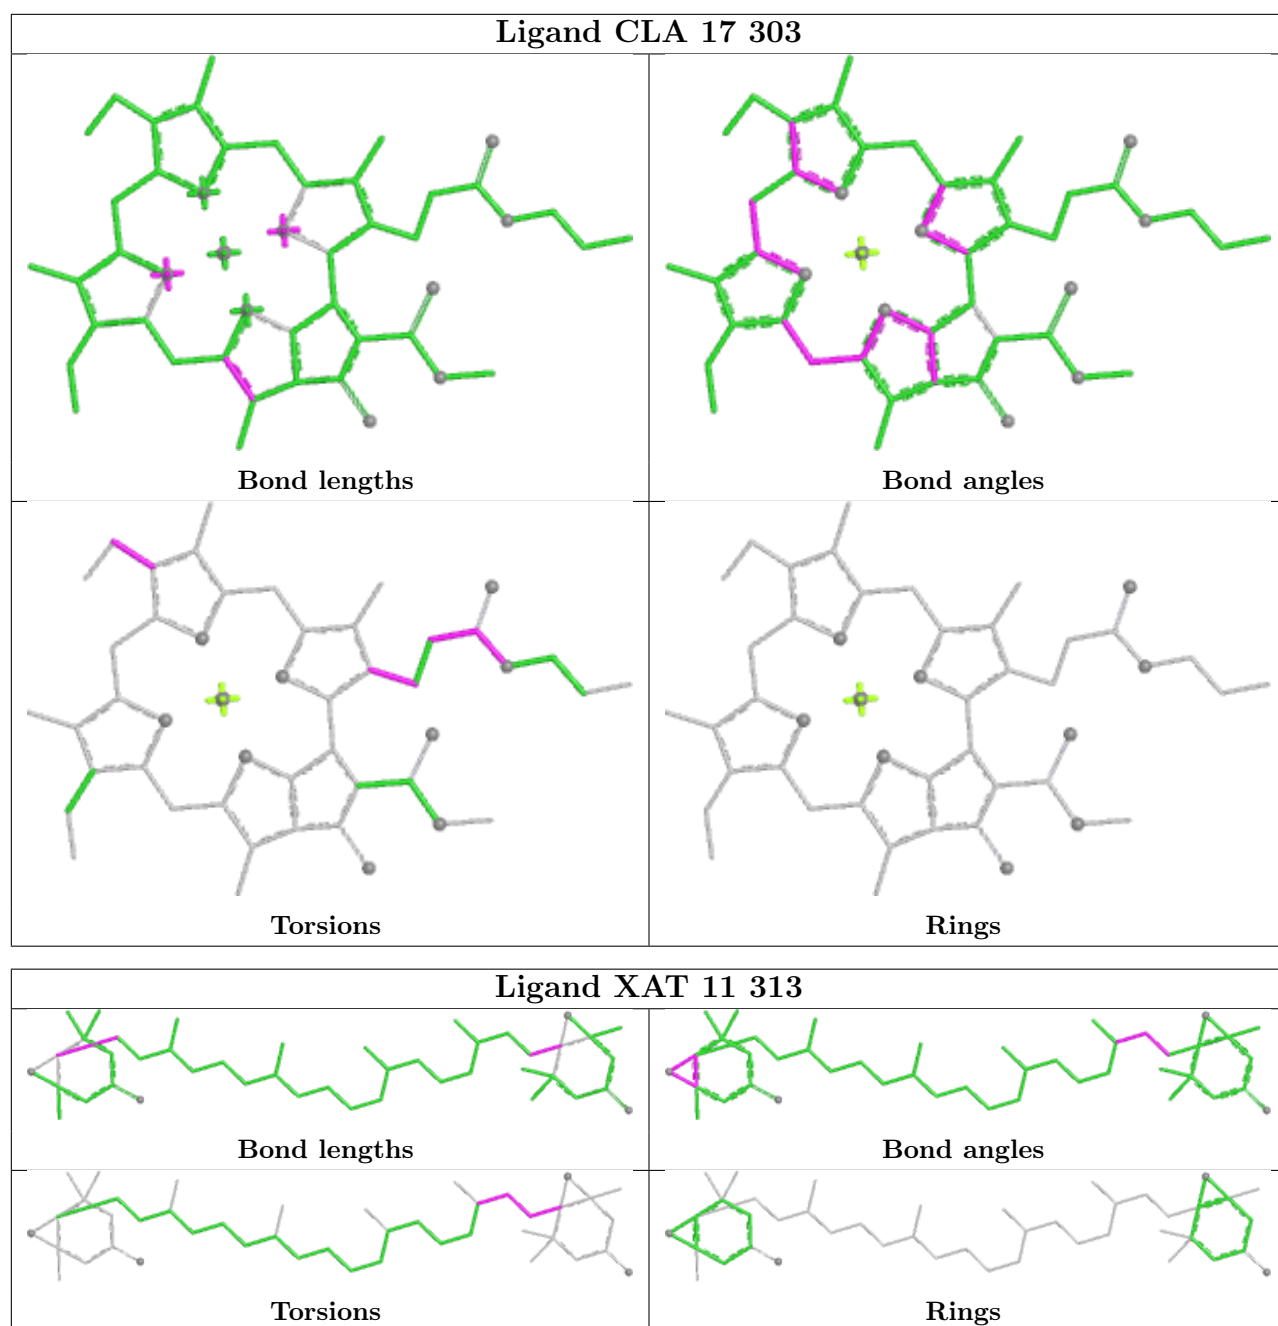 Ligand CLA 17 303
Bond lengths
Bond angles
Torsions
Rings
Ligand XAT 11 313
Bond lengths
Bond angles
Torsions
Rings